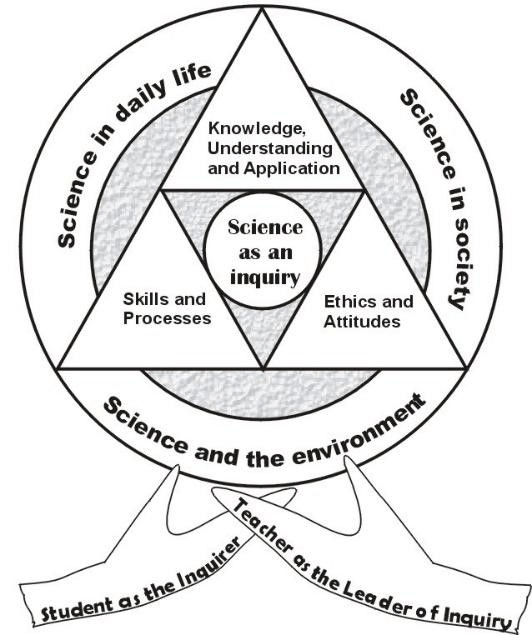 Science in daily life
Science in society
Knowledge,
Understanding
and Application
Science
as an
inquiry
Skills and
Processes
Ethics and
Attitudes
Science and the environment
Student as the Inquirer
Teacher as the Leader of Inquiry